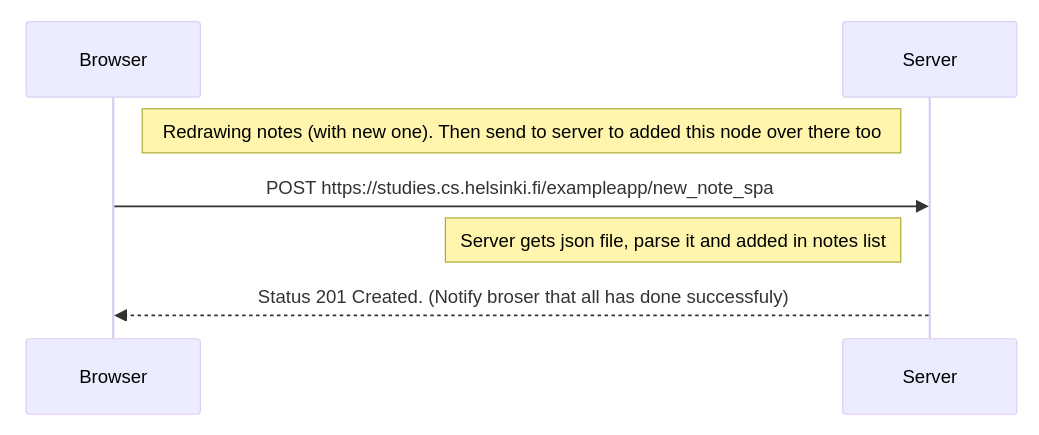 Browser
Server
Redrawing notes (with new one). Then send to server to added this node over there too
POST https://studies.cs.helsinki.fi/exampleapp/new_note_spa
Server gets json file, parse it and added in notes list
Status 201 Created. (Notify broser that all has done successfuly)
Browser
Server